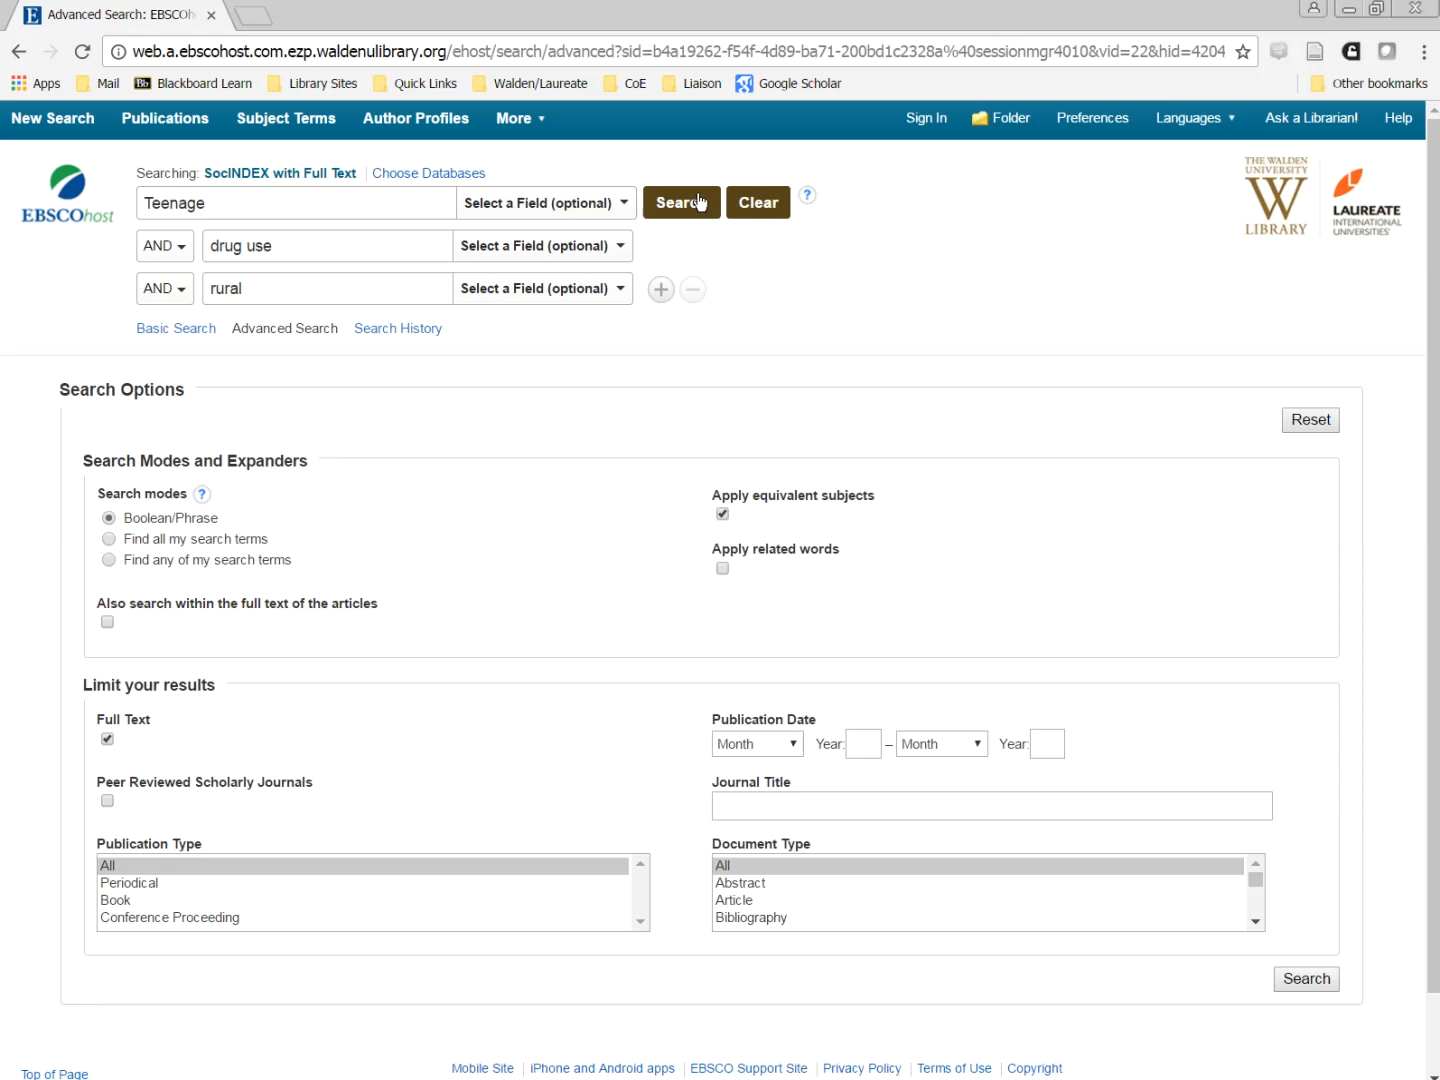 Advanced Search: EBSCOh
web.a.ebscohost.com.ezp.waldenulibrary.org/ehost/search/advanced?sid=b4a19262-f54f-4d89-ba71-200bd1c2328a%40sessionmgr4010&vid=22&hid=4204
Apps Mail Bb Blackboard Learn Library Sites Quick Links Walden/Laureate CoE Liaison Google Scholar Other bookmarks
New Search Publications Subject Terms Author Profiles More Sign In Folder Preferences Languages Ask a Librarian! Help
EBSCOhost
Searching: SocINDEX with Full Text Choose Databases
Teenage Select a Field (optional) Search Clear ?
AND drug use Select a Field (optional)
AND rural Select a Field (optional)
Basic Search Advanced Search Search History
THE WALDEN
UNIVERSITY
W
LIBRARY
LAUREATE
INTERNATIONAL
UNIVERSITIES®
Search Options
Reset
Search Modes and Expanders
Search modes ?
Boolean/Phrase
Find all my search terms
Find any of my search terms
Also search within the full text of the articles
Apply equivalent subjects
Apply related words
Limit your results
Full Text
Peer Reviewed Scholarly Journals
Publication Type
All
Periodical
Book
Conference Proceeding
Publication Date
Month Year: – Month Year:
Journal Title
Document Type
All
Abstract
Article
Bibliography
Search
Top of Page
Mobile Site iPhone and Android apps EBSCO Support Site Privacy Policy Terms of Use Copyright